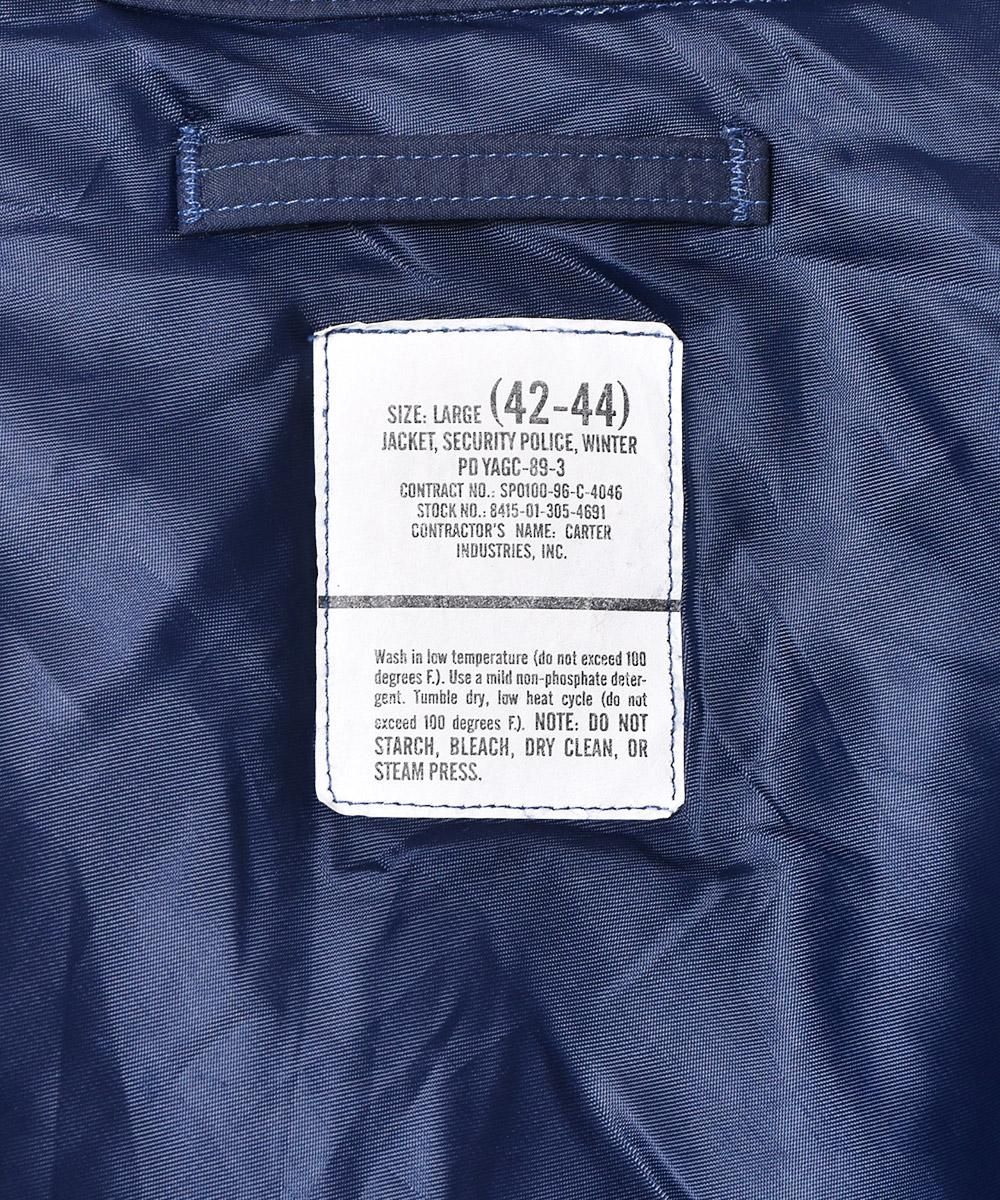 SIZE: LARGE (42-44)
JACKET, SECURITY POLICE, WINTER
PD YAGC-89-3
CONTRACT NO.: SPO100-96-C-4046
STOCK NO.: 8415-01-305-4691
CONTRACTOR'S NAME: CARTER
INDUSTRIES, INC.
Wash in low temperature (do not exceed 100
degrees F.). Use a mild non-phosphate deter-
gent. Tumble dry, low heat cycle (do not
exceed 100 degrees F.). NOTE: DO NOT
STARCH, BLEACH, DRY CLEAN, OR
STEAM PRESS.